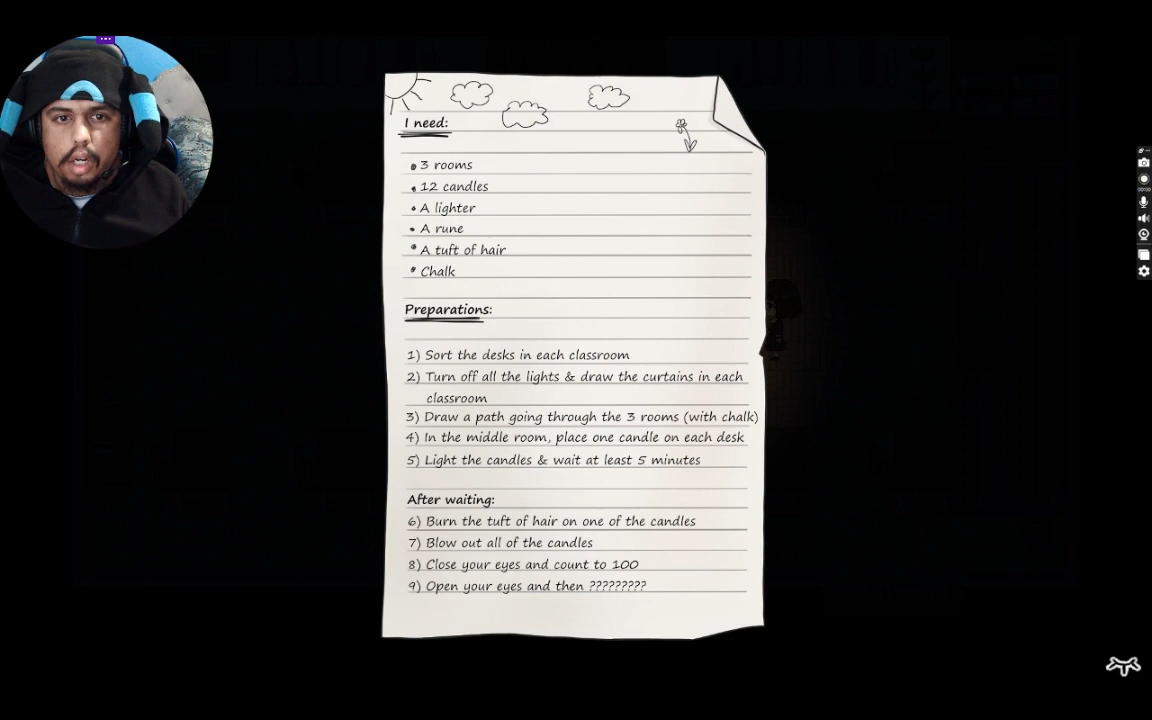 I need:
3 rooms
12 candles
A lighter
A rune
A tuft of hair
Chalk
Preparations:
1) Sort the desks in each classroom
2) Turn off all the lights & draw the curtains in each
classroom
3) Draw a path going through the 3 rooms (with chalk)
4) In the middle room, place one candle on each desk
5) Light the candles & wait at least 5 minutes
After waiting:
6) Burn the tuft of hair on one of the candles
7) Blow out all of the candles
8) Close your eyes and count to 100
9) Open your eyes and then ?????????